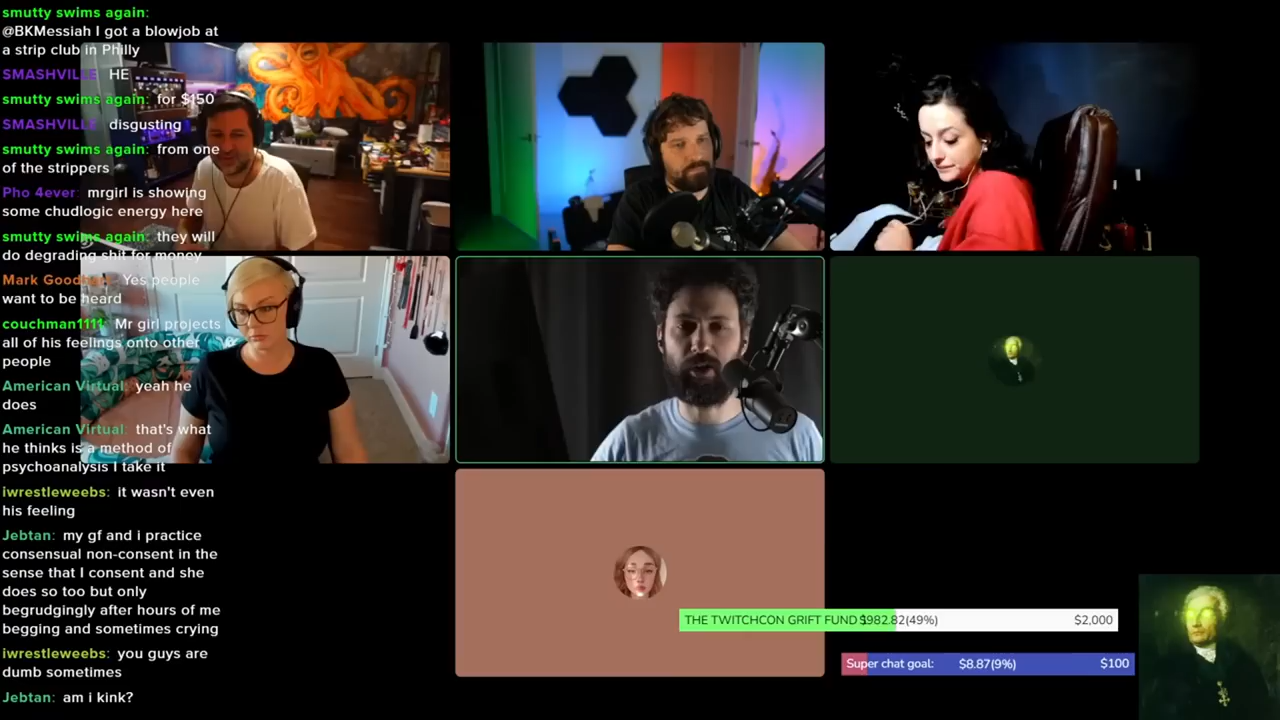 smutty swims again:
@BKMessiah I got a blowjob at
a strip club in Philly
SMASHVILLE HE
smutty swims again: for $150
SMASHVILLE disgusting
smutty swims again: from one
of the strippers
Pho 4ever: mrgirl is showing
some chudlogic energy here
smutty swims again: they will
do degrading shit for money
Mark Good Yes people
want to be heard
couchman1111: Mr girl projects
all of his feelings onto other
people
American Virtual: yeah he
does
American Virtual: that's what
he thinks is a method of
psychoanalysis I take it
iwrestleweebs: it wasn't even
his feeling
Jebtan: my gf and i practice
consensual non-consent in the
sense that I consent and she
does so too but only
begrudgingly after hours of me
begging and sometimes crying
iwrestleweebs: you guys are
dumb sometimes
Jebtan: am i kink?
THE TWITCHCON GRIFT FUND $982.82(49%) $2,000
Super chat goal: $8.87(9%) $100